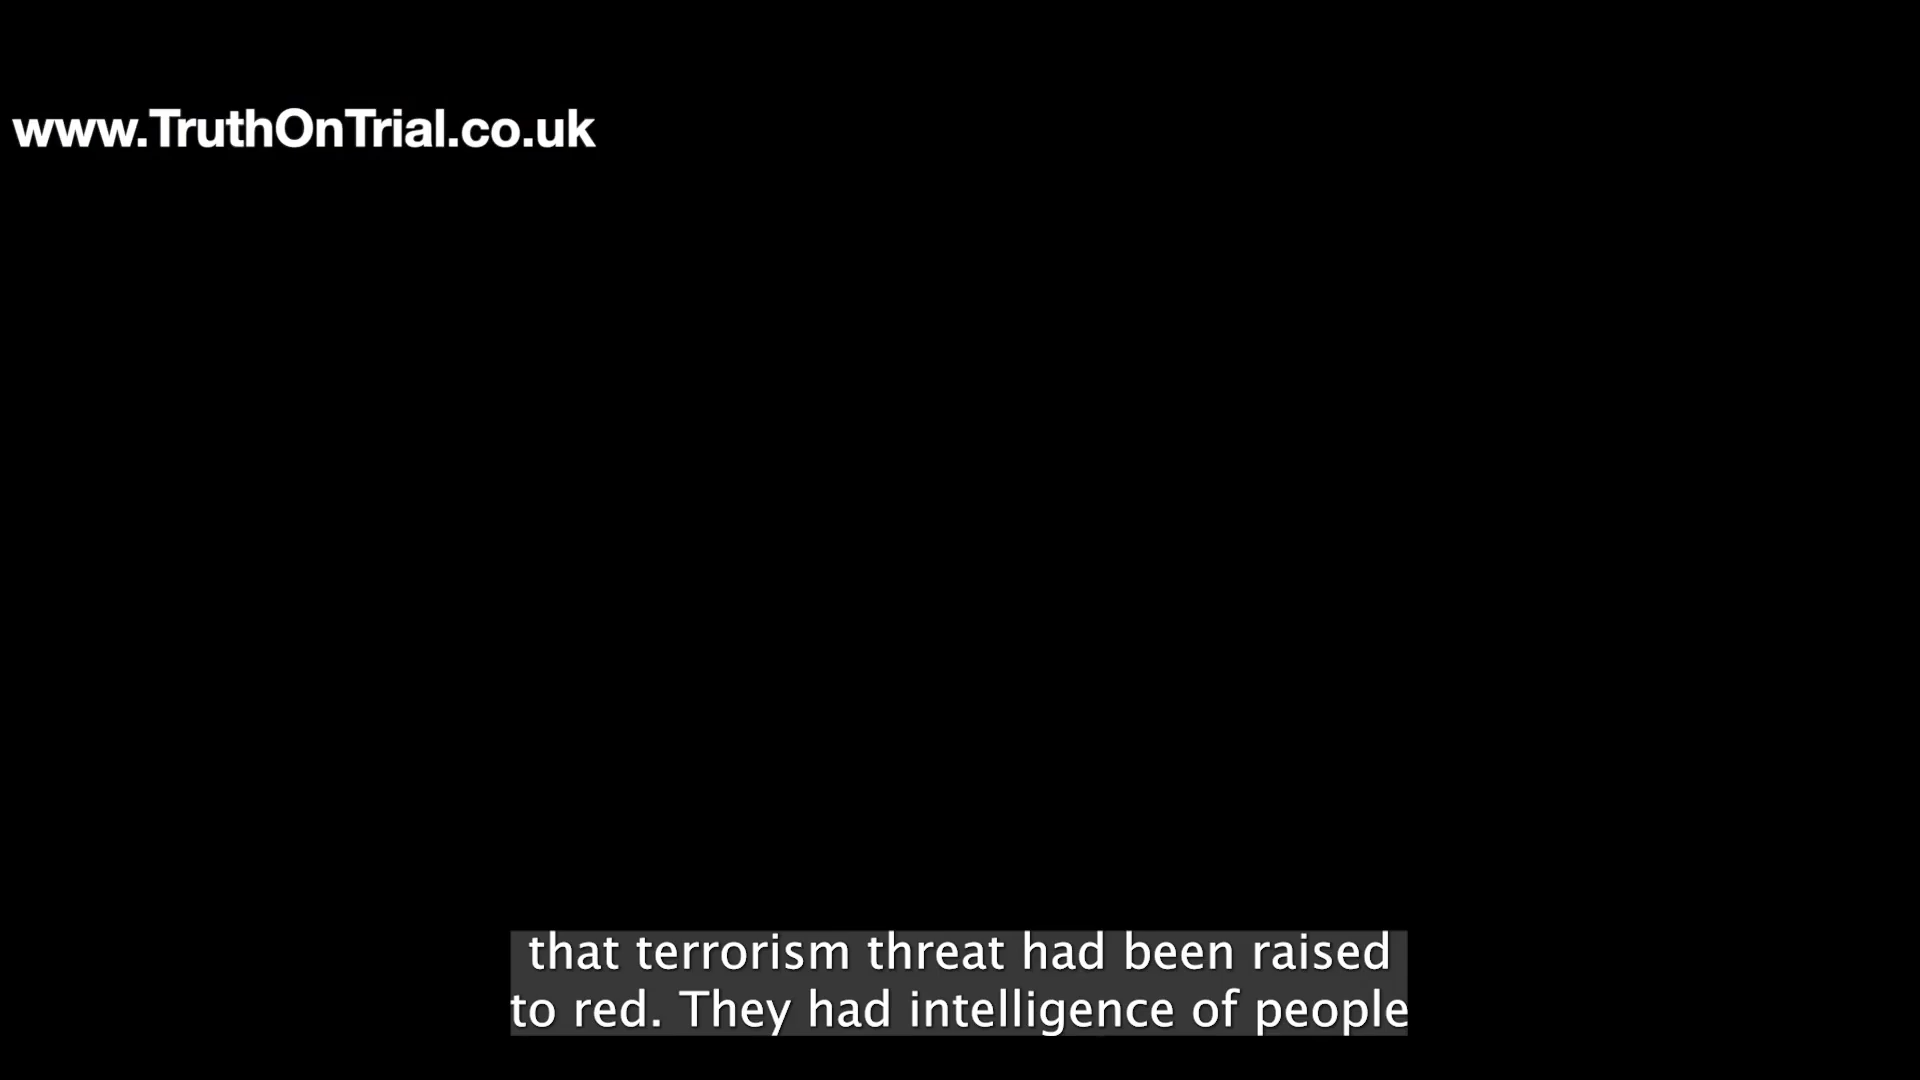 www.TruthOnTrial.co.uk
that terrorism threat had been raised
to red. They had intelligence of people